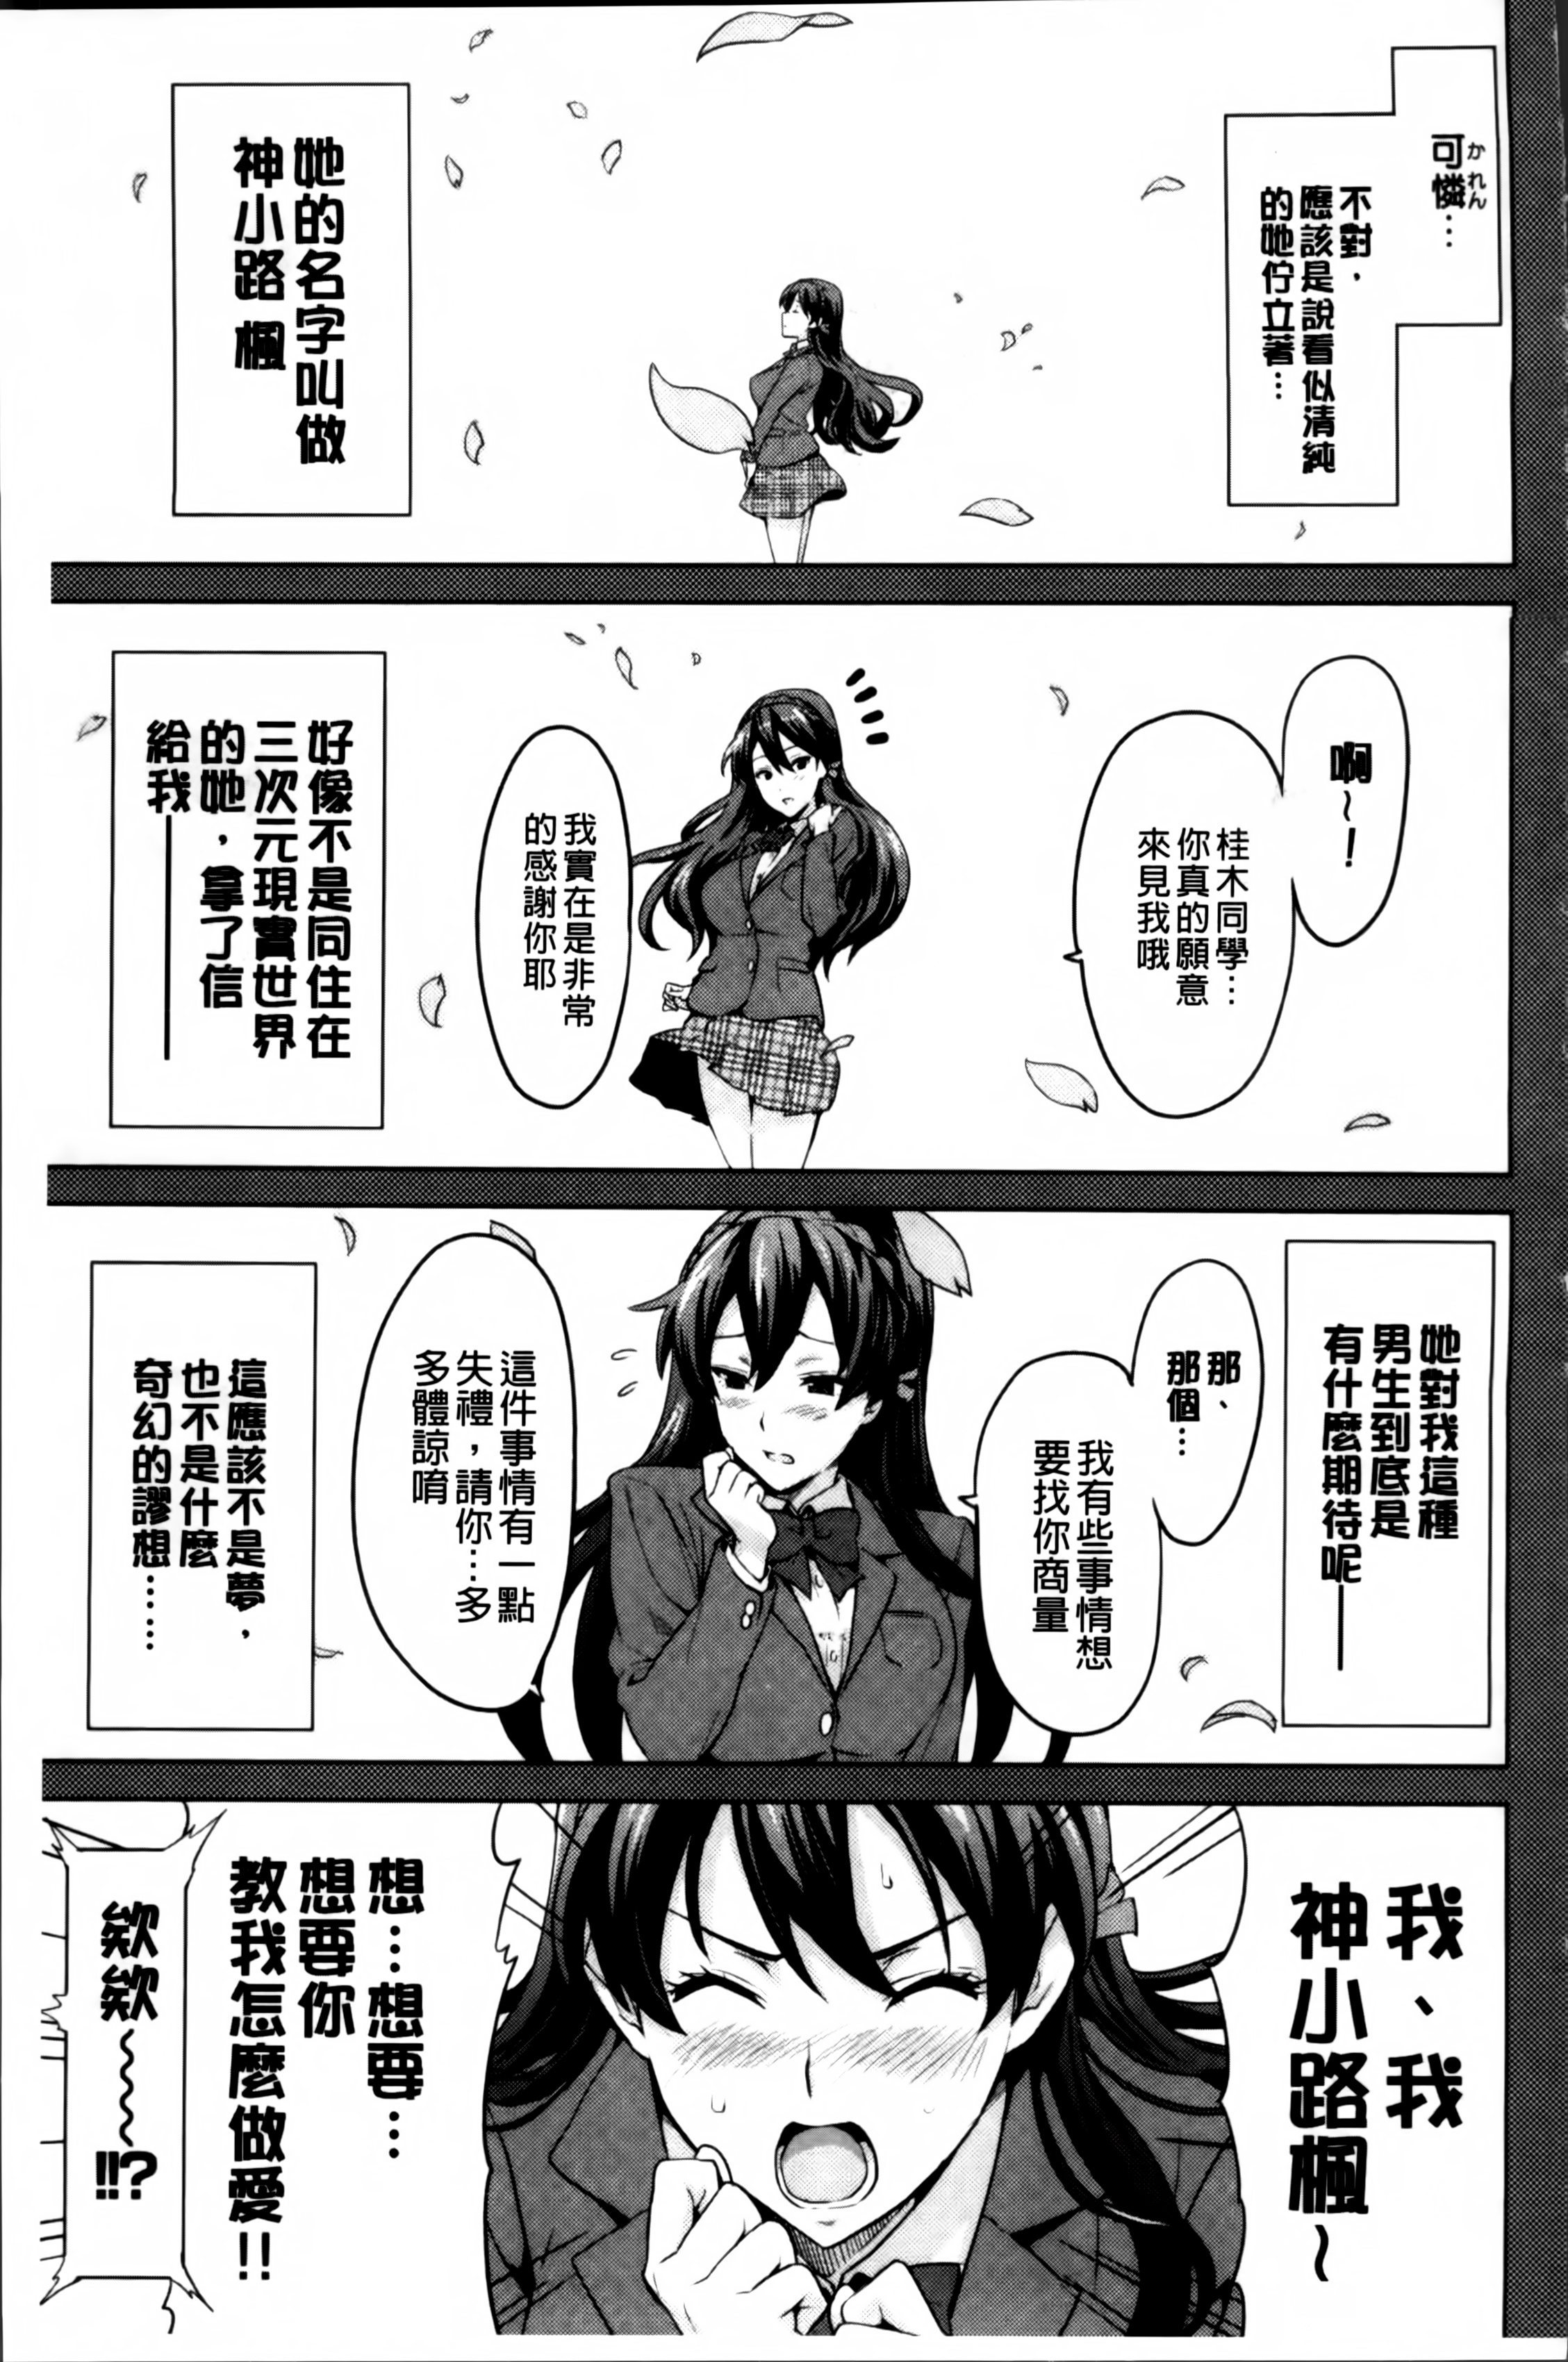 可憐…
かれん
不對，
應該是說看似清純
的她佇立著…
她的名字叫做
神小路 楓
啊～！
桂木同學…
你真的願意
來見我哦
我實在是非常
的感謝你耶
好像不是同住在
三次元現實世界
的她，拿了信
給我——
她對我這種
男生到底是
有什麼期待呢——
那、
那個…
我有些事情想
要找你商量
這件事情有一點
失禮，請你…多
多體諒唷
這應該不是夢，
也不是什麼
奇幻的謬想……
我、我
神小路楓～
想…想要…
想要你
教我怎麼做愛!!
欸欸～～～!!?